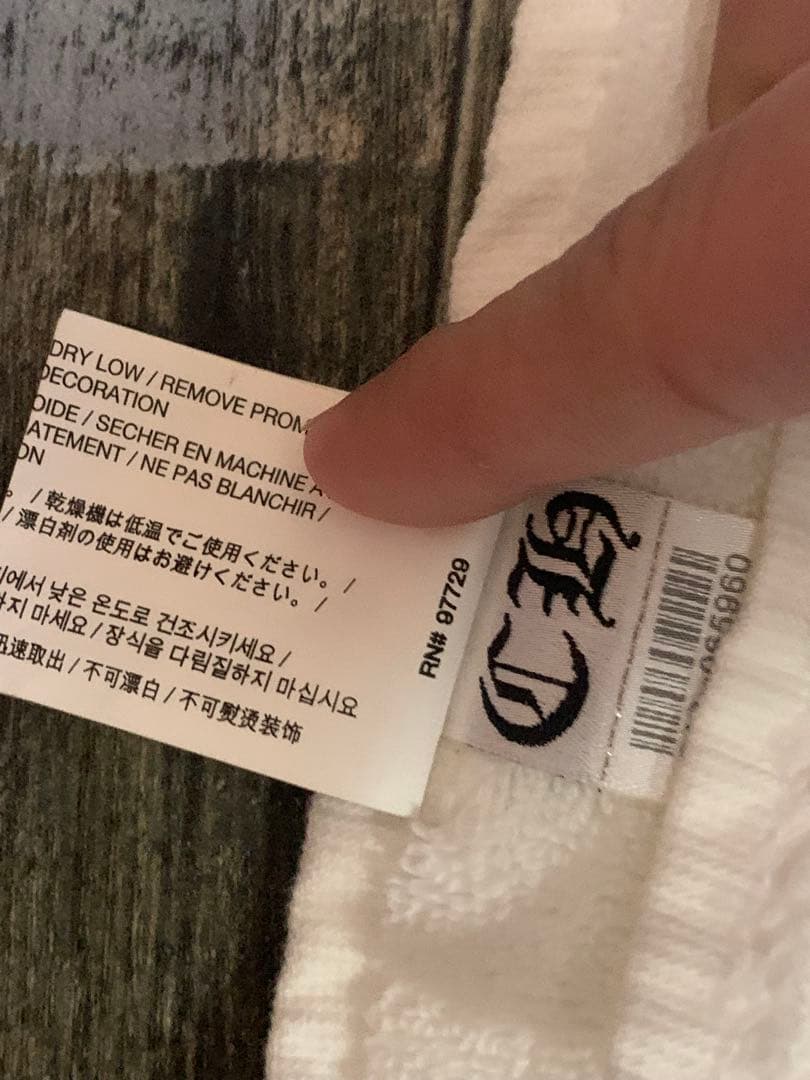 DRY LOW / REMOVE PROM
DECORATION
OIDE / SECHER EN MACHINE
ATEMENT / NE PAS BLANCHIR /
ON
。 / 乾燥機は低温でご使用ください。 /
/ 漂白剤の使用はお避けください。 /
에서 낮은 온도로 건조시키세요 /
하지 마세요 / 장식을 다림질하지 마십시오
迅速取出 / 不可漂白 / 不可熨烫装饰
RN# 97729
CH